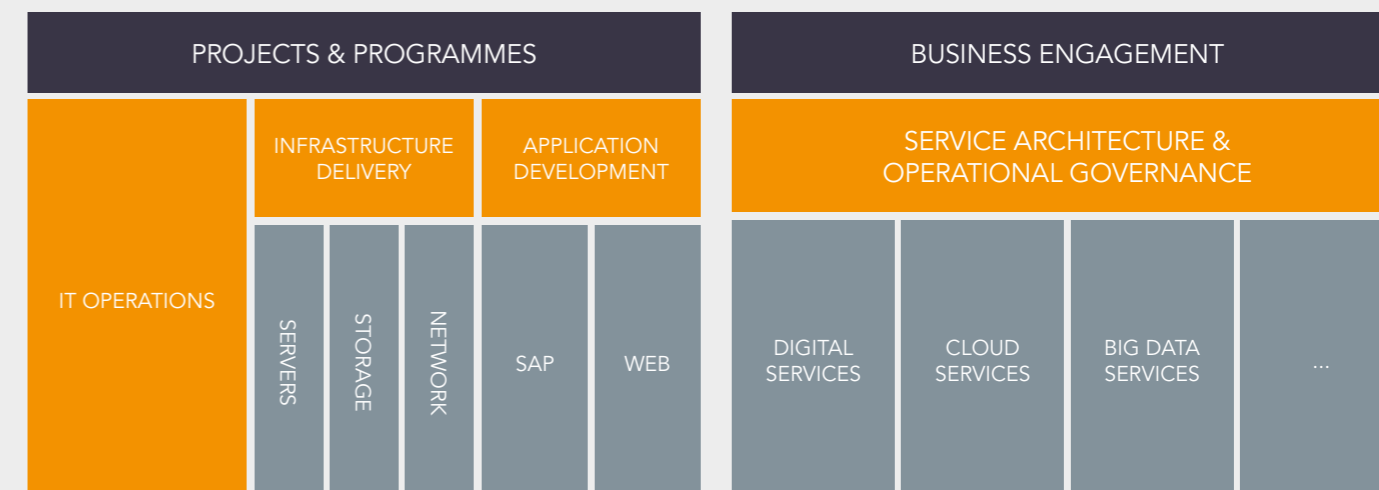 PROJECTS & PROGRAMMES
IT OPERATIONS
INFRASTRUCTURE
DELIVERY
SERVERS
STORAGE
NETWORK
APPLICATION
DEVELOPMENT
SAP
WEB
BUSINESS ENGAGEMENT
SERVICE ARCHITECTURE &
OPERATIONAL GOVERNANCE
DIGITAL
SERVICES
CLOUD
SERVICES
BIG DATA
SERVICES
...